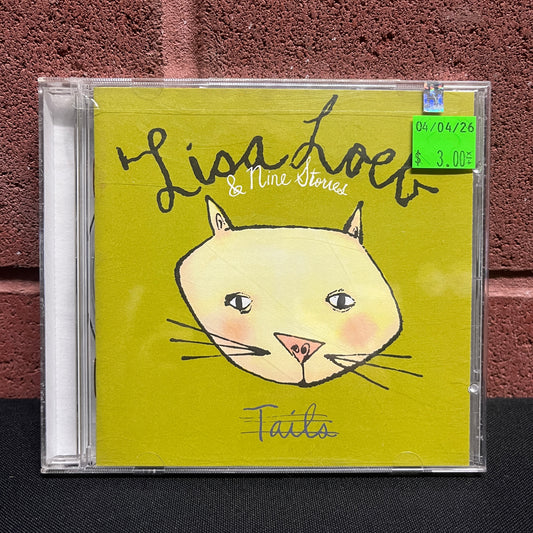 Lisa Loeb
& Nine Stories
04/04/26
$ 3.00
Tails